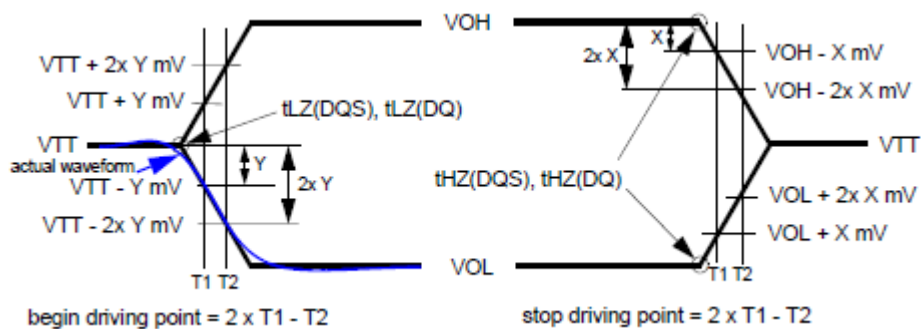 VOH
VTT + 2x Y mV
VTT + Y mV
tLZ(DQS), tLZ(DQ)
VTT
actual waveform
VTT - Y mV
VTT - 2x Y mV
Y
2x Y
T1 T2
VOL
begin driving point = 2 x T1 - T2
X
2x X
VOH - X mV
VOH - 2x X mV
VTT
tHZ(DQS), tHZ(DQ)
VOL + 2x X mV
VOL + X mV
T1 T2
stop driving point = 2 x T1 - T2